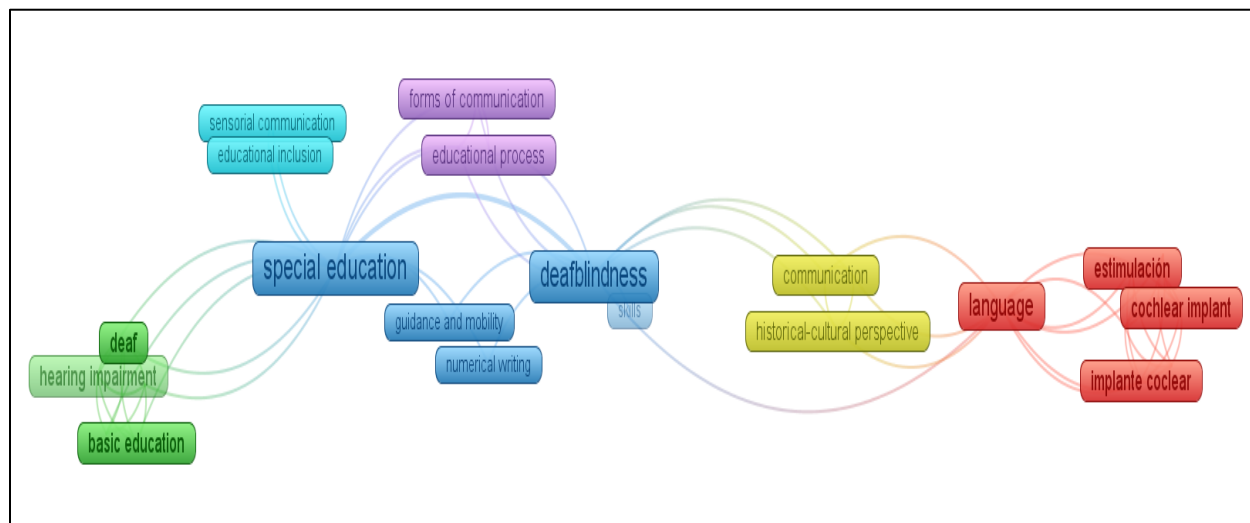 forms of communication
sensorial communication
educational inclusion
educational process
special education
deafblindness
skills
guidance and mobility
numerical writing
deaf
hearing impairment
basic education
communication
historical-cultural perspective
language
estimulación
cochlear implant
implante coclear